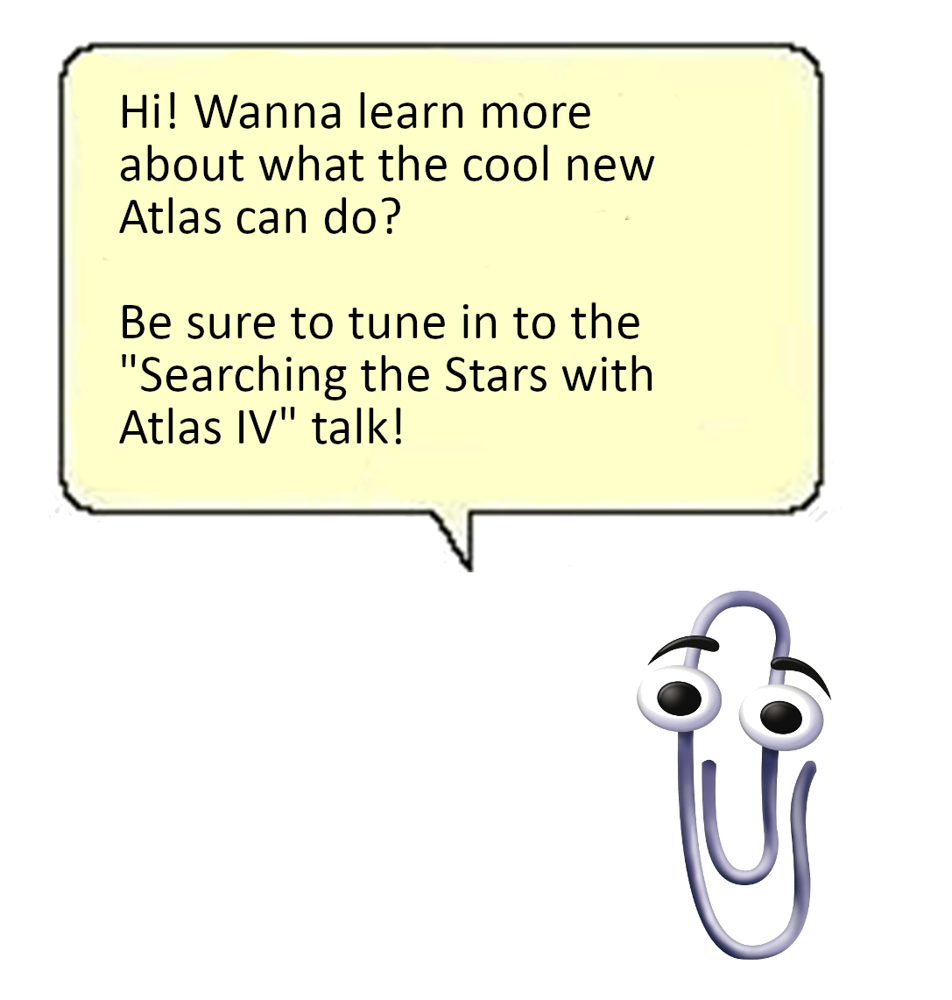 Hi! Wanna learn more
about what the cool new
Atlas can do?
Be sure to tune in to the
"Searching the Stars with
Atlas IV" talk!